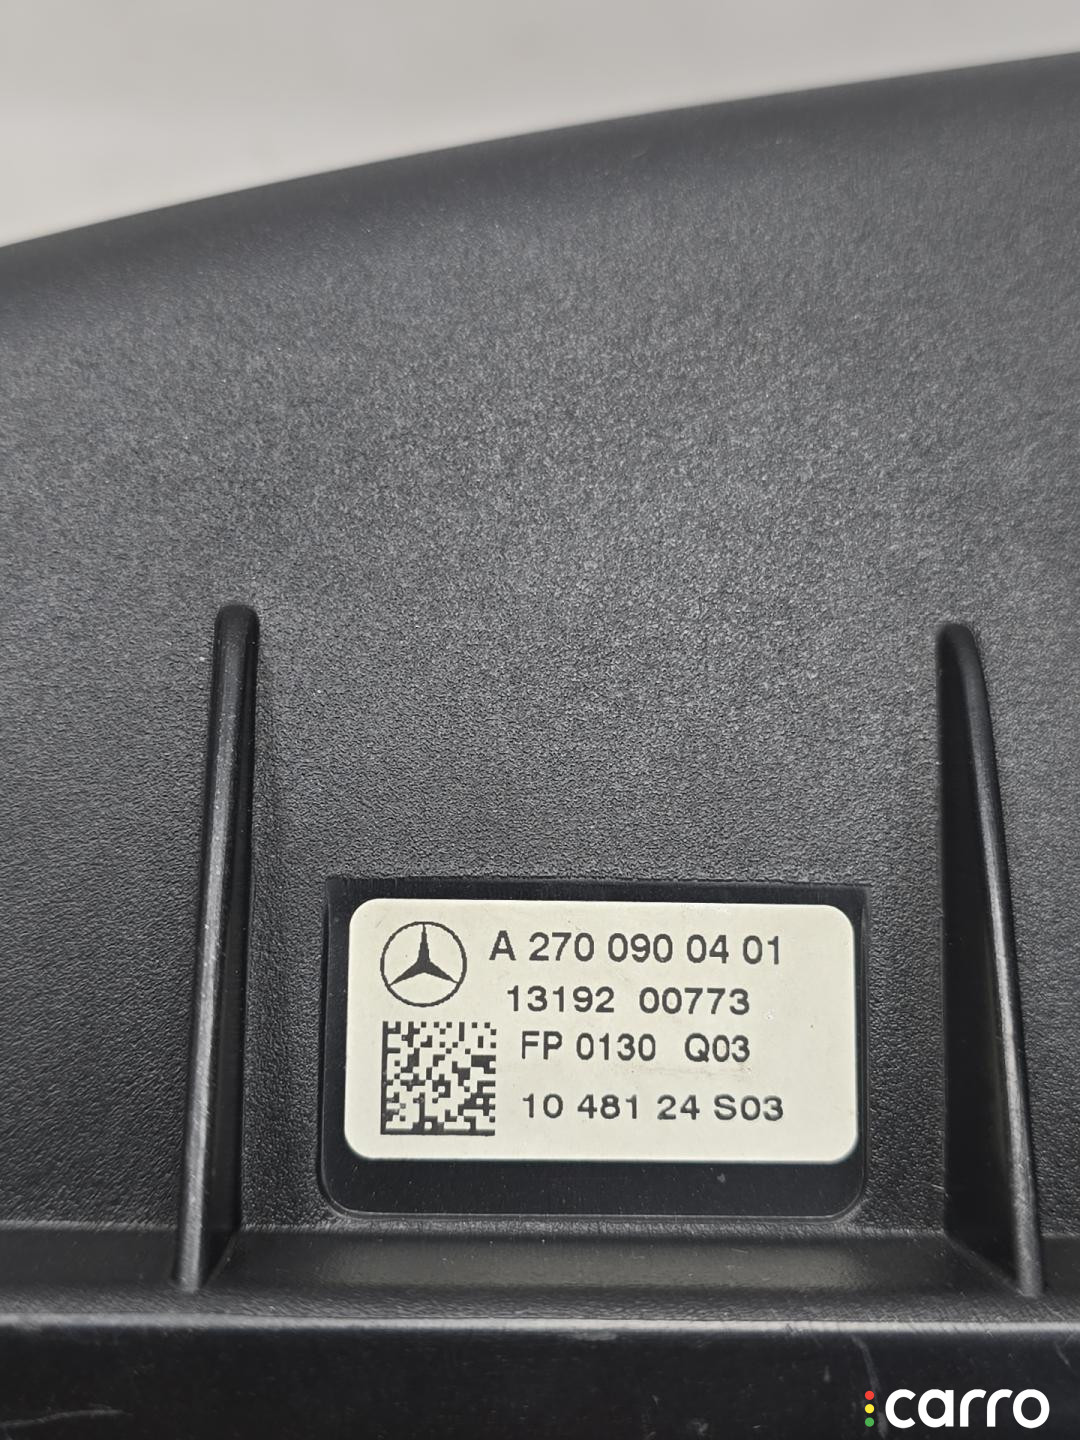 A 270 090 04 01
13192 00773
FP 0130 Q03
10 481 24 S03
carro